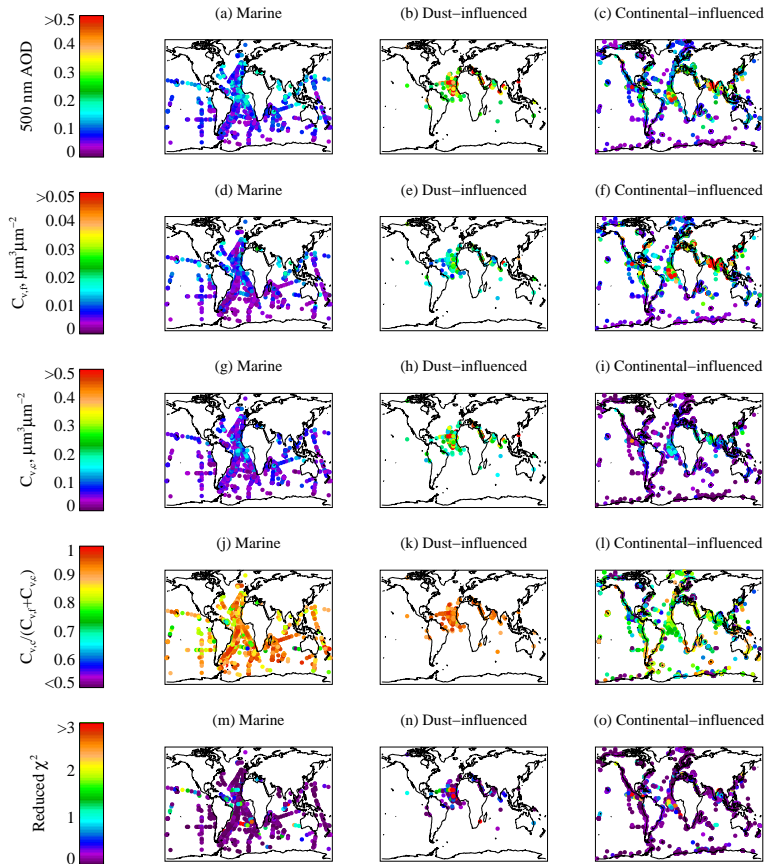 (a) Marine (b) Dust−influenced (c) Continental−influenced
500 nm AOD
>0.5
0.4
0.3
0.2
0.1
0
(d) Marine (e) Dust−influenced (f) Continental−influenced
C_v,f, μm³μm⁻²
>0.05
0.04
0.03
0.02
0.01
0
(g) Marine (h) Dust−influenced (i) Continental−influenced
C_v,c, μm³μm⁻²
>0.5
0.4
0.3
0.2
0.1
0
(j) Marine (k) Dust−influenced (l) Continental−influenced
C_v,c/(C_v,f+C_v,c)
1
0.9
0.8
0.7
0.6
<0.5
(m) Marine (n) Dust−influenced (o) Continental−influenced
Reduced χ²
>3
2
1
0